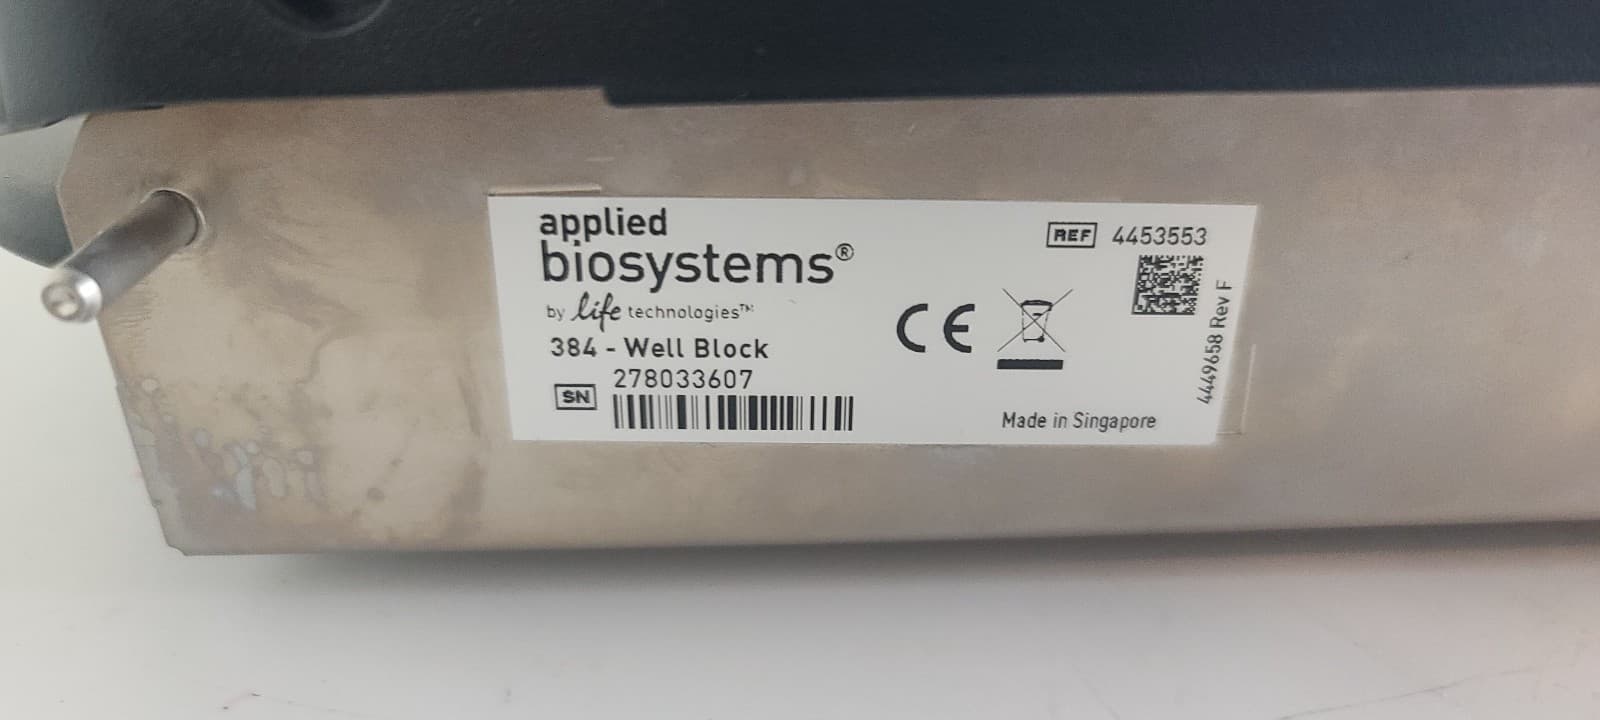 applied
biosystems®
by life technologies™
384 - Well Block
278033607
SN
REF 4453553
4449658 Rev F
CE
Made in Singapore